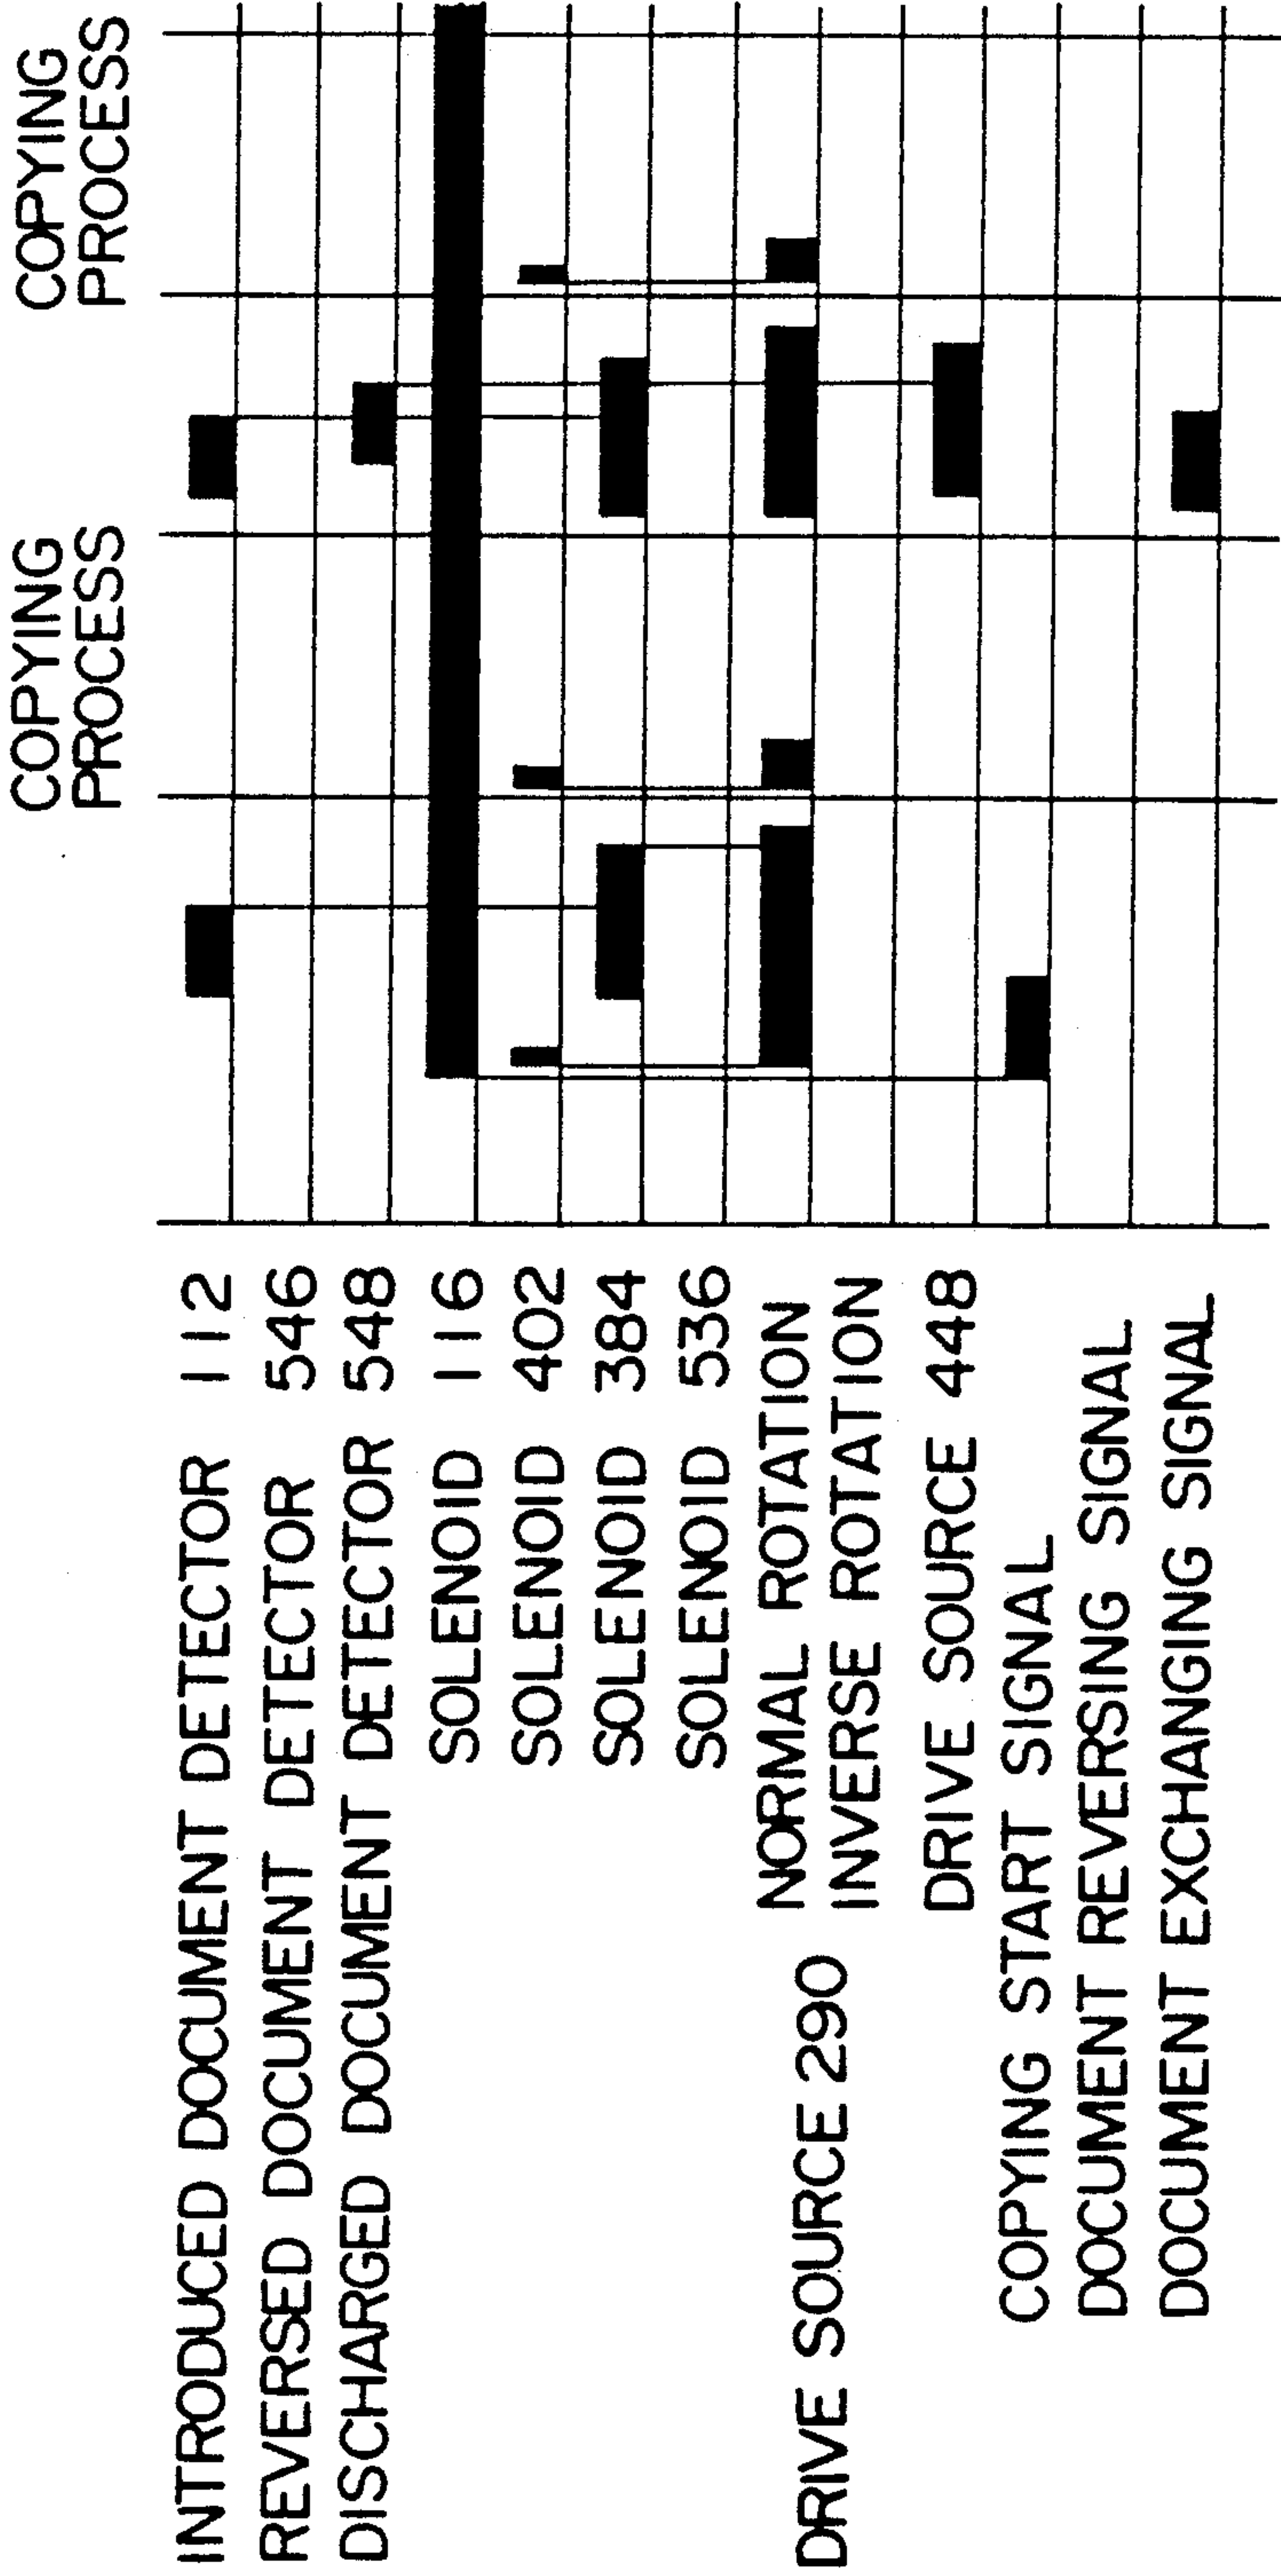 COPYING
PROCESS
COPYING
PROCESS
INTRODUCED DOCUMENT DETECTOR 112
REVERSED DOCUMENT DETECTOR 546
DISCHARGED DOCUMENT DETECTOR 548
SOLENOID 116
SOLENOID 402
SOLENOID 384
SOLENOID 536
DRIVE SOURCE 290
NORMAL ROTATION
INVERSE ROTATION
DRIVE SOURCE 448
COPYING START SIGNAL
DOCUMENT REVERSING SIGNAL
DOCUMENT EXCHANGING SIGNAL